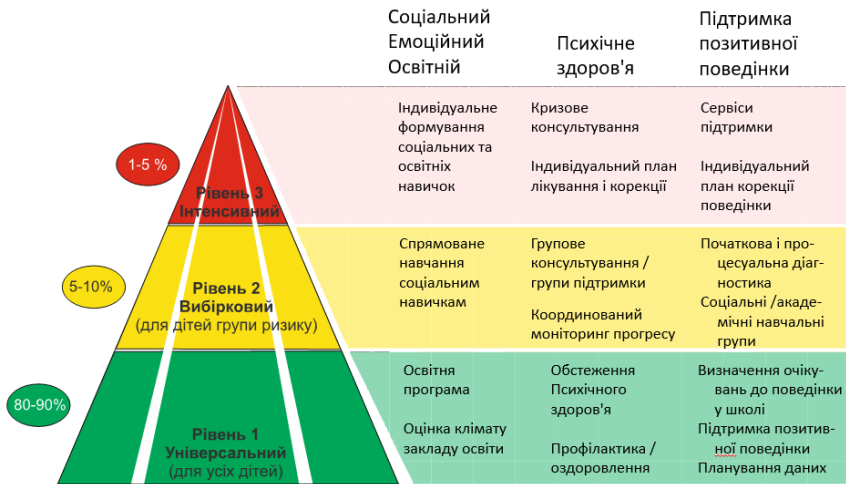 Соціальний
Емоційний
Освітній
Психічне
здоров'я
Підтримка
позитивної
поведінки
1-5 %
Рівень 3
Інтенсивний
Індивідуальне
формування
соціальних та
освітніх
навичок
Кризове
консультування
Індивідуальний план
лікування і корекції
Сервіси
підтримки
Індивідуальний
план корекції
поведінки
5-10%
Рівень 2
Вибірковий
(для дітей групи ризику)
Спрямоване
навчання
соціальним
навичкам
Групове
консультування /
групи підтримки
Координований
моніторинг прогресу
Початкова і про-
цесуальна діаг-
ностика
Соціальні /акаде-
мічні навчальні
групи
80-90%
Рівень 1
Універсальний
(для усіх дітей)
Освітня
програма
Оцінка клімату
закладу освіти
Обстеження
Психічного
здоров'я
Профілактика /
оздоровлення
Визначення очіку-
вань до поведінки
у школі
Підтримка позитив-
ної поведінки
Планування даних